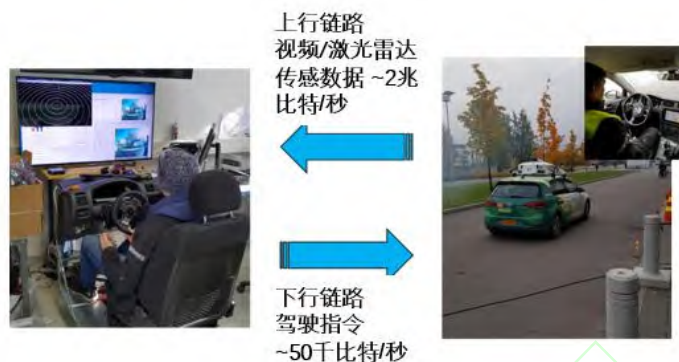 上行链路
视频/激光雷达
传感数据 ~2兆
比特/秒
下行链路
驾驶指令
~50千比特/秒